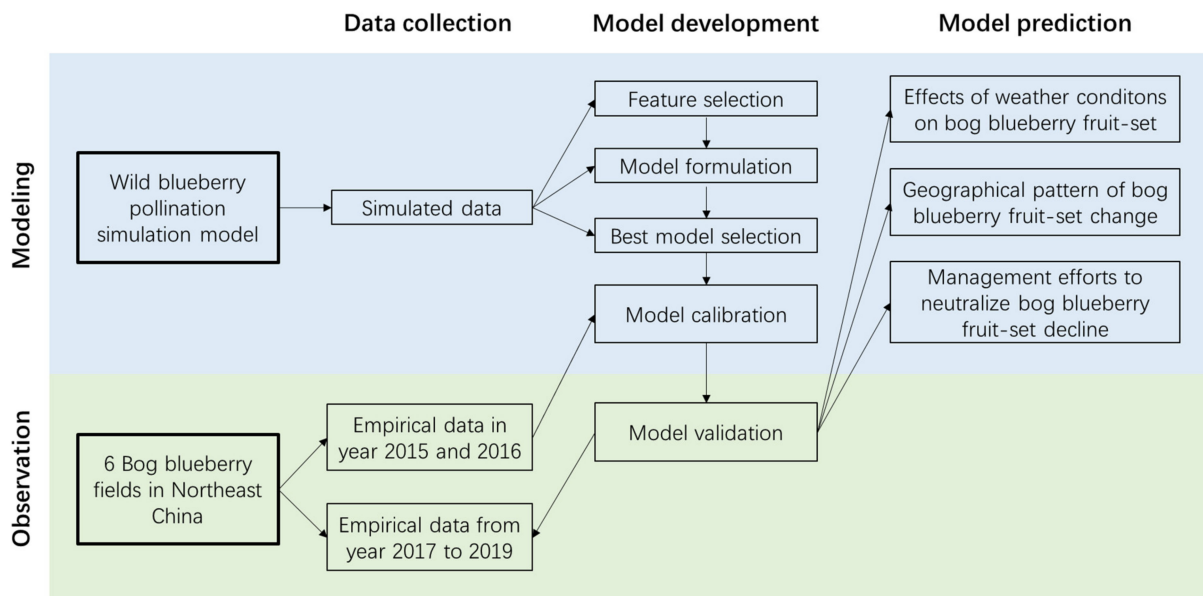 Data collection
Model development
Model prediction
Modeling
Wild blueberry
pollination
simulation model
Simulated data
Feature selection
Model formulation
Best model selection
Model calibration
Effects of weather conditons
on bog blueberry fruit-set
Geographical pattern of bog
blueberry fruit-set change
Management efforts to
neutralize bog blueberry
fruit-set decline
Observation
6 Bog blueberry
fields in Northeast
China
Empirical data in
year 2015 and 2016
Empirical data from
year 2017 to 2019
Model validation